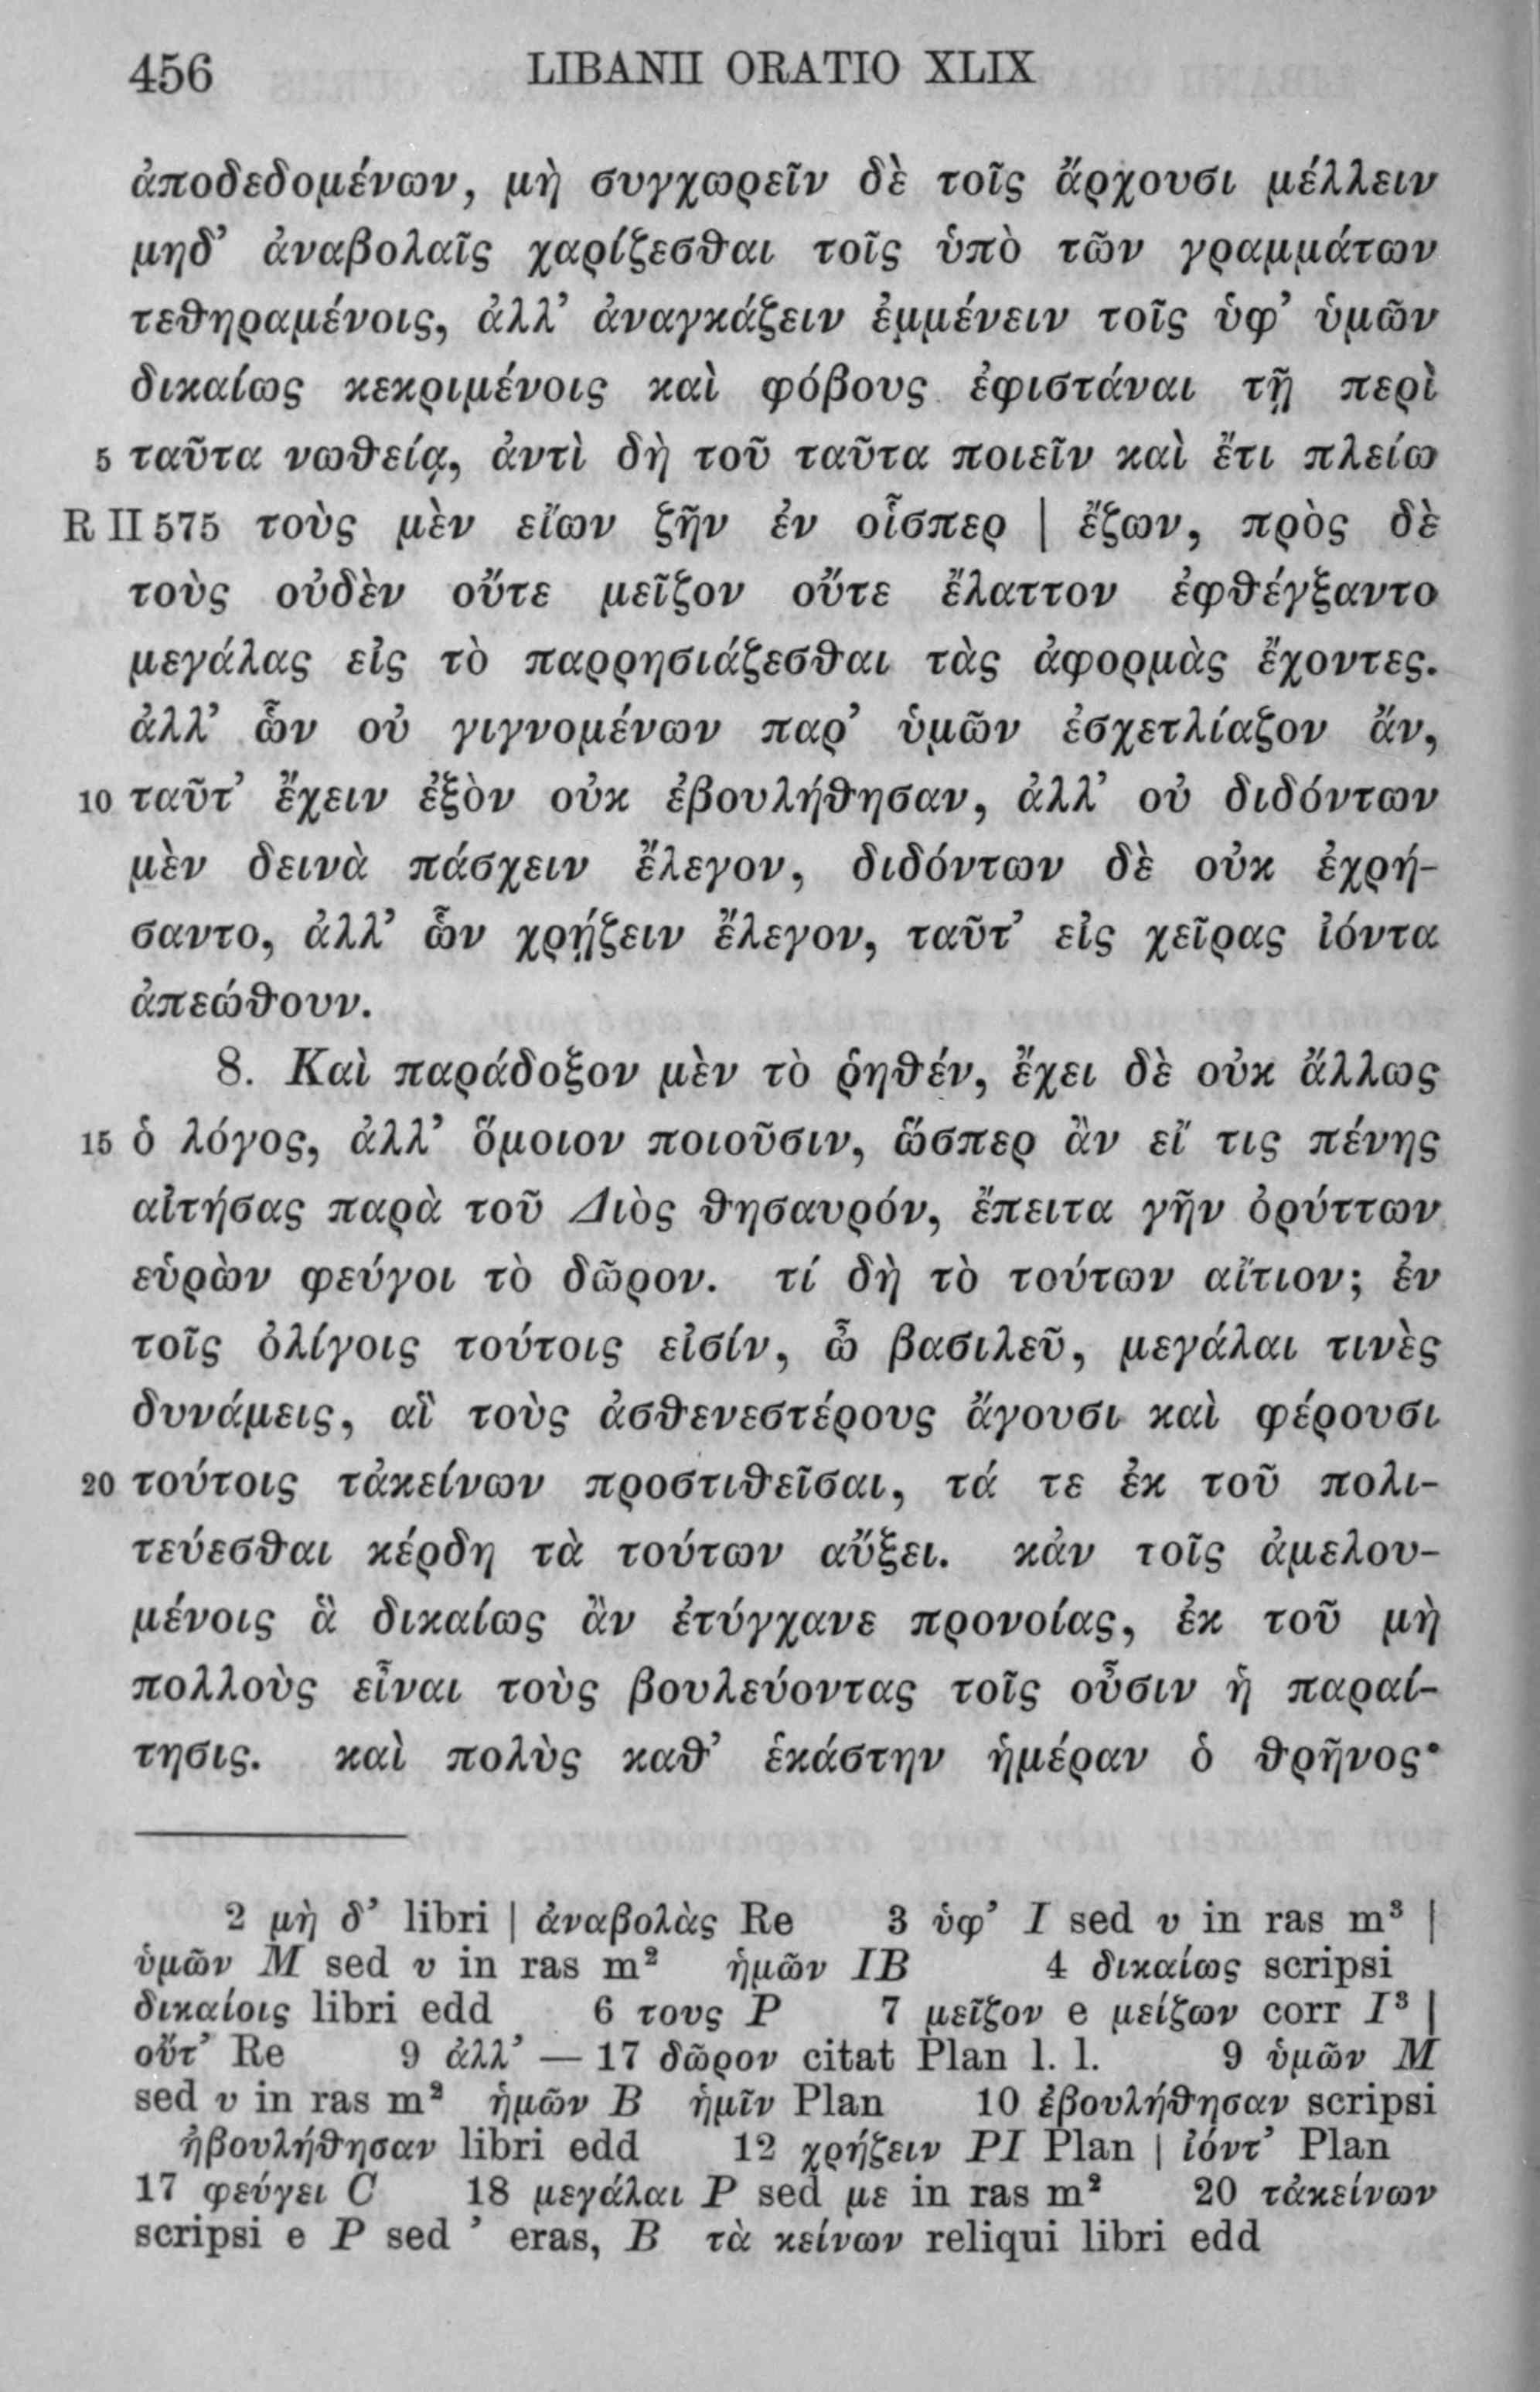 456 LIBANII ORATIO XLIX
ἀποδεδομένων, μὴ συγχωρεῖν δὲ τοῖς ἄρχουσι μέλλειν
μηδ’ ἀναβολαῖς χαρίζεσθαι τοῖς ὑπὸ τῶν γραμμάτων
τεθηραμένοις, ἀλλ’ ἀναγκάζειν ἐμμένειν τοῖς ὑφ’ ὑμῶν
δικαίως κεκριμένοις καὶ φόβους ἐφιστάναι τῇ περὶ
5 ταῦτα νωθείᾳ, ἀντὶ δὴ τοῦ ταῦτα ποιεῖν καὶ ἔτι πλείω
R II 575 τοὺς μὲν εἴων ζῆν ἐν οἷσπερ | ἔζων, πρὸς δὲ
τοὺς οὐδὲν οὔτε μεῖζον οὔτε ἔλαττον ἐφθέγξαντο
μεγάλας εἰς τὸ παρρησιάζεσθαι τὰς ἀφορμὰς ἔχοντες.
ἀλλ’ ὧν οὐ γιγνομένων παρ’ ὑμῶν ἐσχετλίαζον ἄν,
10 ταῦτ’ ἔχειν ἐξὸν οὐκ ἐβουλήθησαν, ἀλλ’ οὐ διδόντων
μὲν δεινὰ πάσχειν ἔλεγον, διδόντων δὲ οὐκ ἐχρή-
σαντο, ἀλλ’ ὧν χρῄζειν ἔλεγον, ταῦτ’ εἰς χεῖρας ἰόντα
ἀπεώθουν.
8. Καὶ παράδοξον μὲν τὸ ῥηθέν, ἔχει δὲ οὐκ ἄλλως
15 ὁ λόγος, ἀλλ’ ὅμοιον ποιοῦσιν, ὥσπερ ἂν εἴ τις πένης
αἰτήσας παρὰ τοῦ Διὸς θησαυρόν, ἔπειτα γῆν ὀρύττων
εὑρὼν φεύγοι τὸ δῶρον. τί δὴ τὸ τούτων αἴτιον; ἐν
τοῖς ὀλίγοις τούτοις εἰσίν, ὦ βασιλεῦ, μεγάλαι τινὲς
δυνάμεις, αἳ τοὺς ἀσθενεστέρους ἄγουσι καὶ φέρουσι
20 τούτοις τἀκείνων προστιθεῖσαι, τά τε ἐκ τοῦ πολι-
τεύεσθαι κέρδη τὰ τούτων αὔξει. κἀν τοῖς ἀμελου-
μένοις ἃ δικαίως ἂν ἐτύγχανε προνοίας, ἐκ τοῦ μὴ
πολλοὺς εἶναι τοὺς βουλεύοντας τοῖς οὖσιν ἡ παραί-
τησις. καὶ πολὺς καθ’ ἑκάστην ἡμέραν ὁ θρῆνος·
2 μὴ δ’ libri | ἀναβολὰς Re 3 ὑφ’ I sed υ in ras m³ |
ὑμῶν M sed υ in ras m² ἡμῶν IB 4 δικαίως scripsi
δικαίοις libri edd 6 τους P 7 μεῖζον e μείζων corr I³ |
οὔτ’ Re 9 ἀλλ’ — 17 δῶρον citat Plan l. l. 9 ὑμῶν M
sed υ in ras m² ἡμῶν B ἡμῖν Plan 10 ἐβουλήθησαν scripsi
ἠβουλήθησαν libri edd 12 χρήζειν PI Plan | ἰόντ’ Plan
17 φεύγει C 18 μεγάλαι P sed με in ras m² 20 τἀκείνων
scripsi e P sed ’ eras, B τὰ κείνων reliqui libri edd